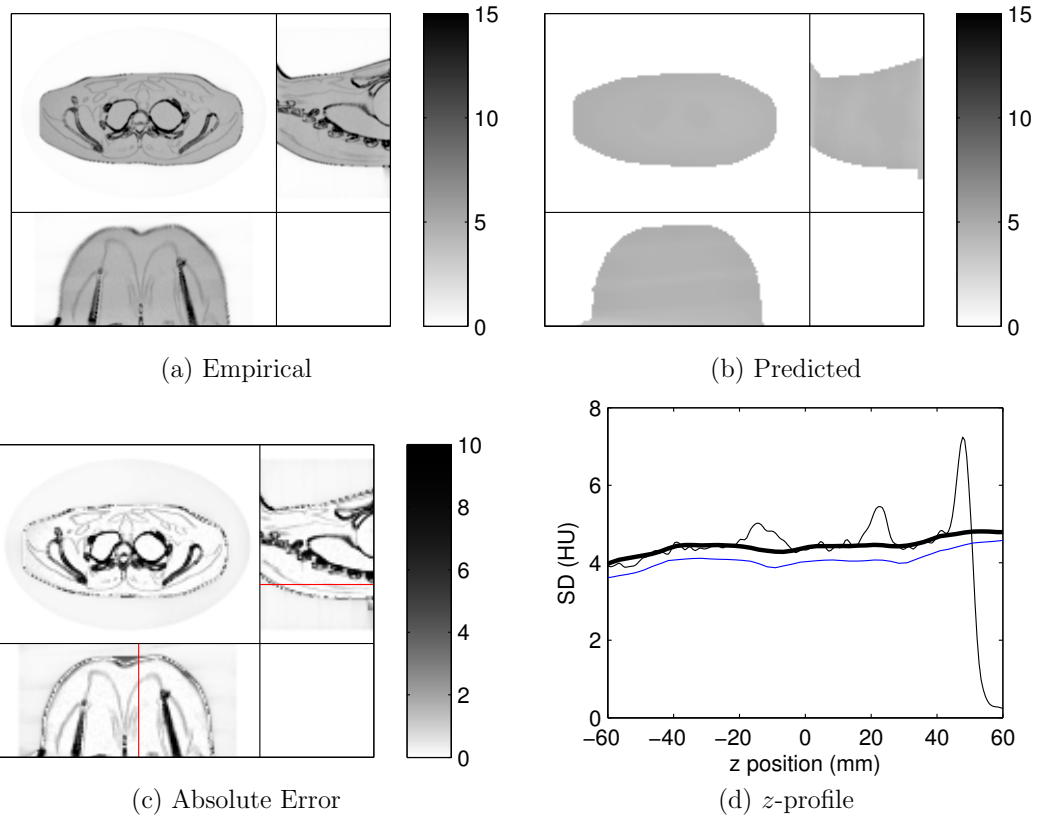 15
10
5
0
(a) Empirical
15
10
5
0
(b) Predicted
10
8
6
4
2
0
(c) Absolute Error
8
6
4
2
0
SD (HU)
−60 −40 −20 0 20 40 60
z position (mm)
(d) z-profile